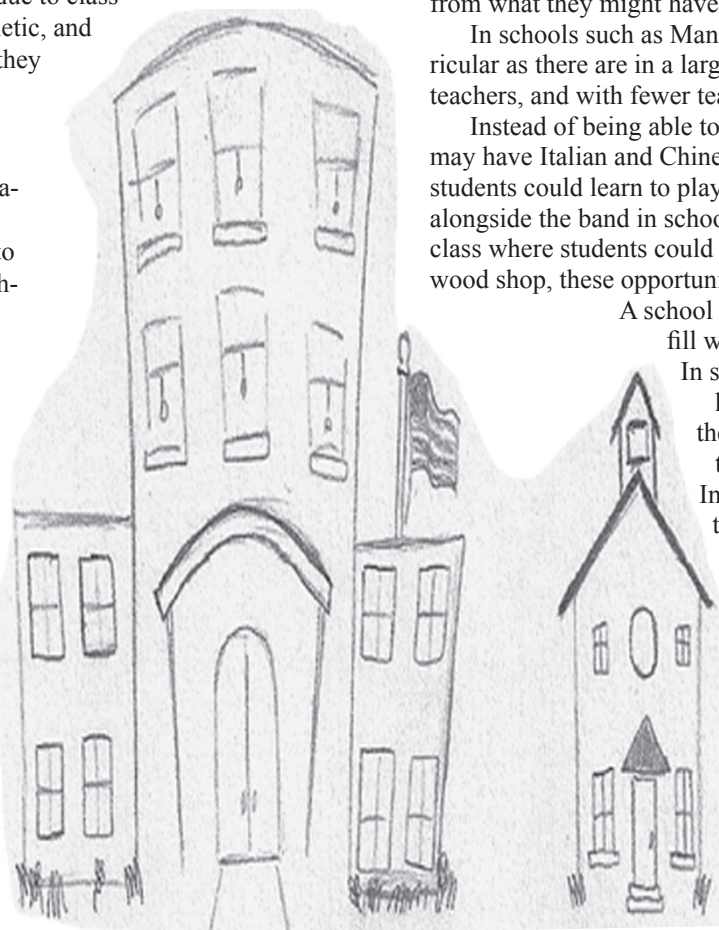 due to class
letic, and
they
a-
to
h-
from what they might have
In schools such as Man
ricular as there are in a larg
teachers, and with fewer tea
Instead of being able to
may have Italian and Chine
students could learn to play
alongside the band in schoo
class where students could
wood shop, these opportuni
A school
fill w
In s
the
t
In
t